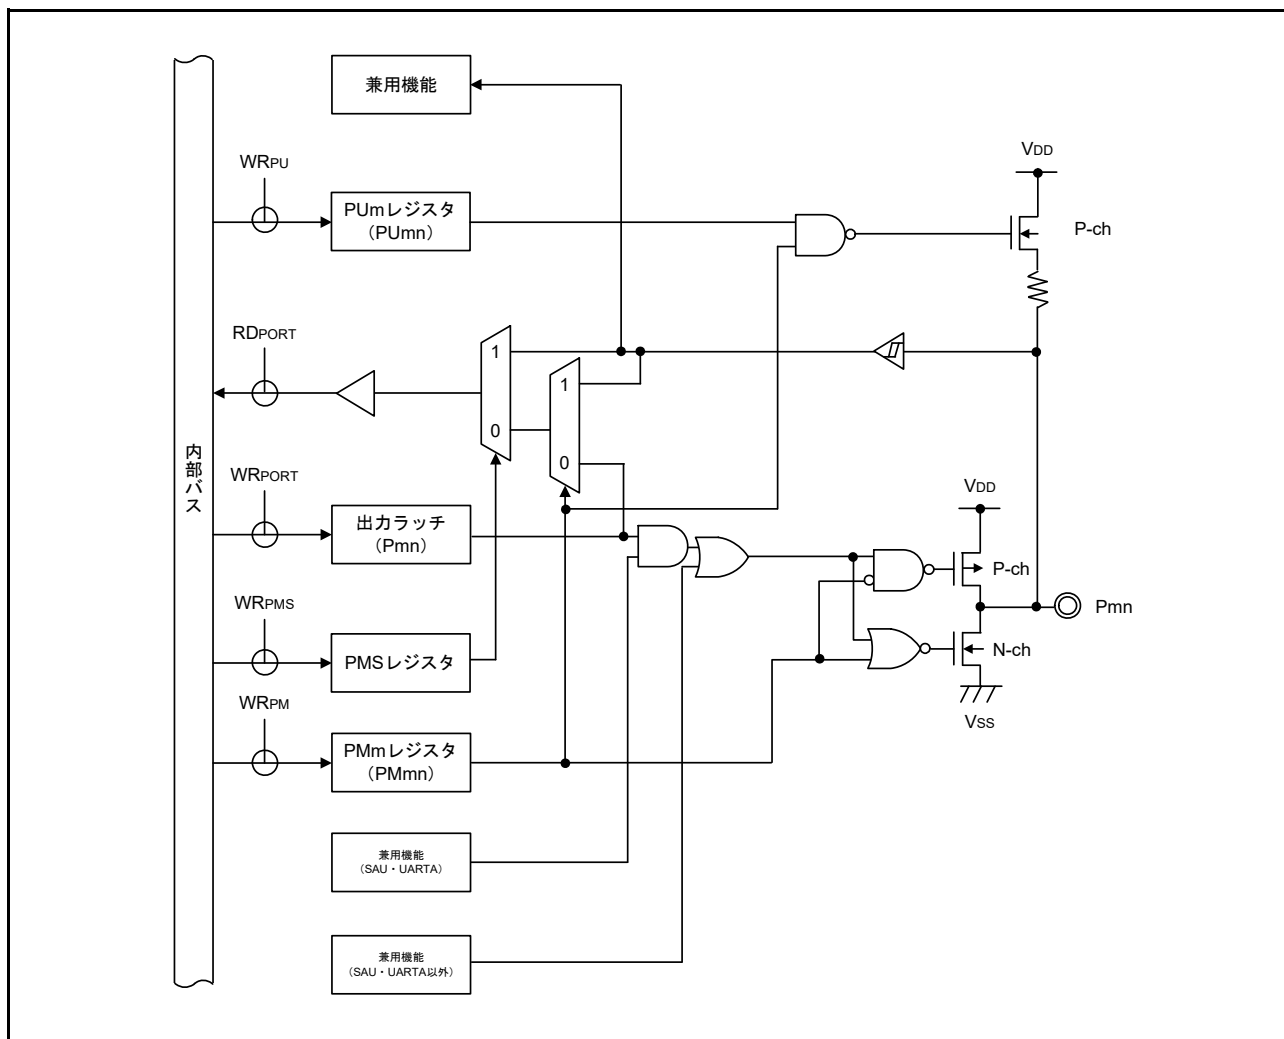 兼用機能
WRPU
VDD
PUmレジスタ
(PUmn)
P-ch
RDPORT
1
1
0
0
内部バス
WRPORT
VDD
出力ラッチ
(Pmn)
P-ch
WRPMS
Pmn
PMSレジスタ
N-ch
WRPM
VSS
PMmレジスタ
(PMmn)
兼用機能
(SAU・UARTA)
兼用機能
(SAU・UARTA以外)